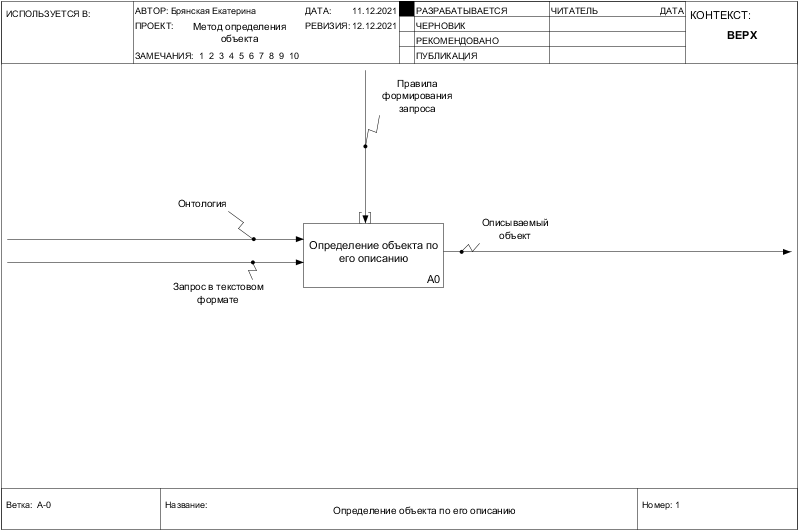 ИСПОЛЬЗУЕТСЯ В:
АВТОР: Брянская Екатерина
ДАТА: 11.12.2021
ПРОЕКТ: Метод определения
объекта
РЕВИЗИЯ: 12.12.2021
ЗАМЕЧАНИЯ: 1 2 3 4 5 6 7 8 9 10
РАЗРАБАТЫВАЕТСЯ
ЧЕРНОВИК
РЕКОМЕНДОВАНО
ПУБЛИКАЦИЯ
ЧИТАТЕЛЬ ДАТА
КОНТЕКСТ:
ВЕРХ
Правила
формирования
запроса
Онтология
Запрос в текстовом
формате
Определение объекта по
его описанию
A0
Описываемый
объект
Ветка: A-0
Название:
Определение объекта по его описанию
Номер: 1